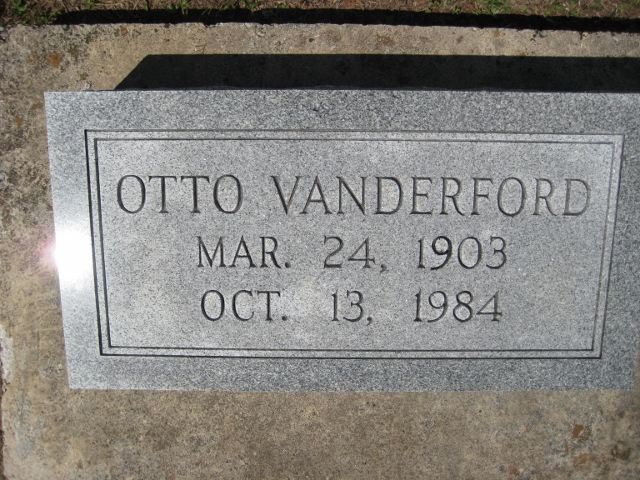 OTTO VANDERFORD
MAR. 24, 1903
OCT. 13, 1984